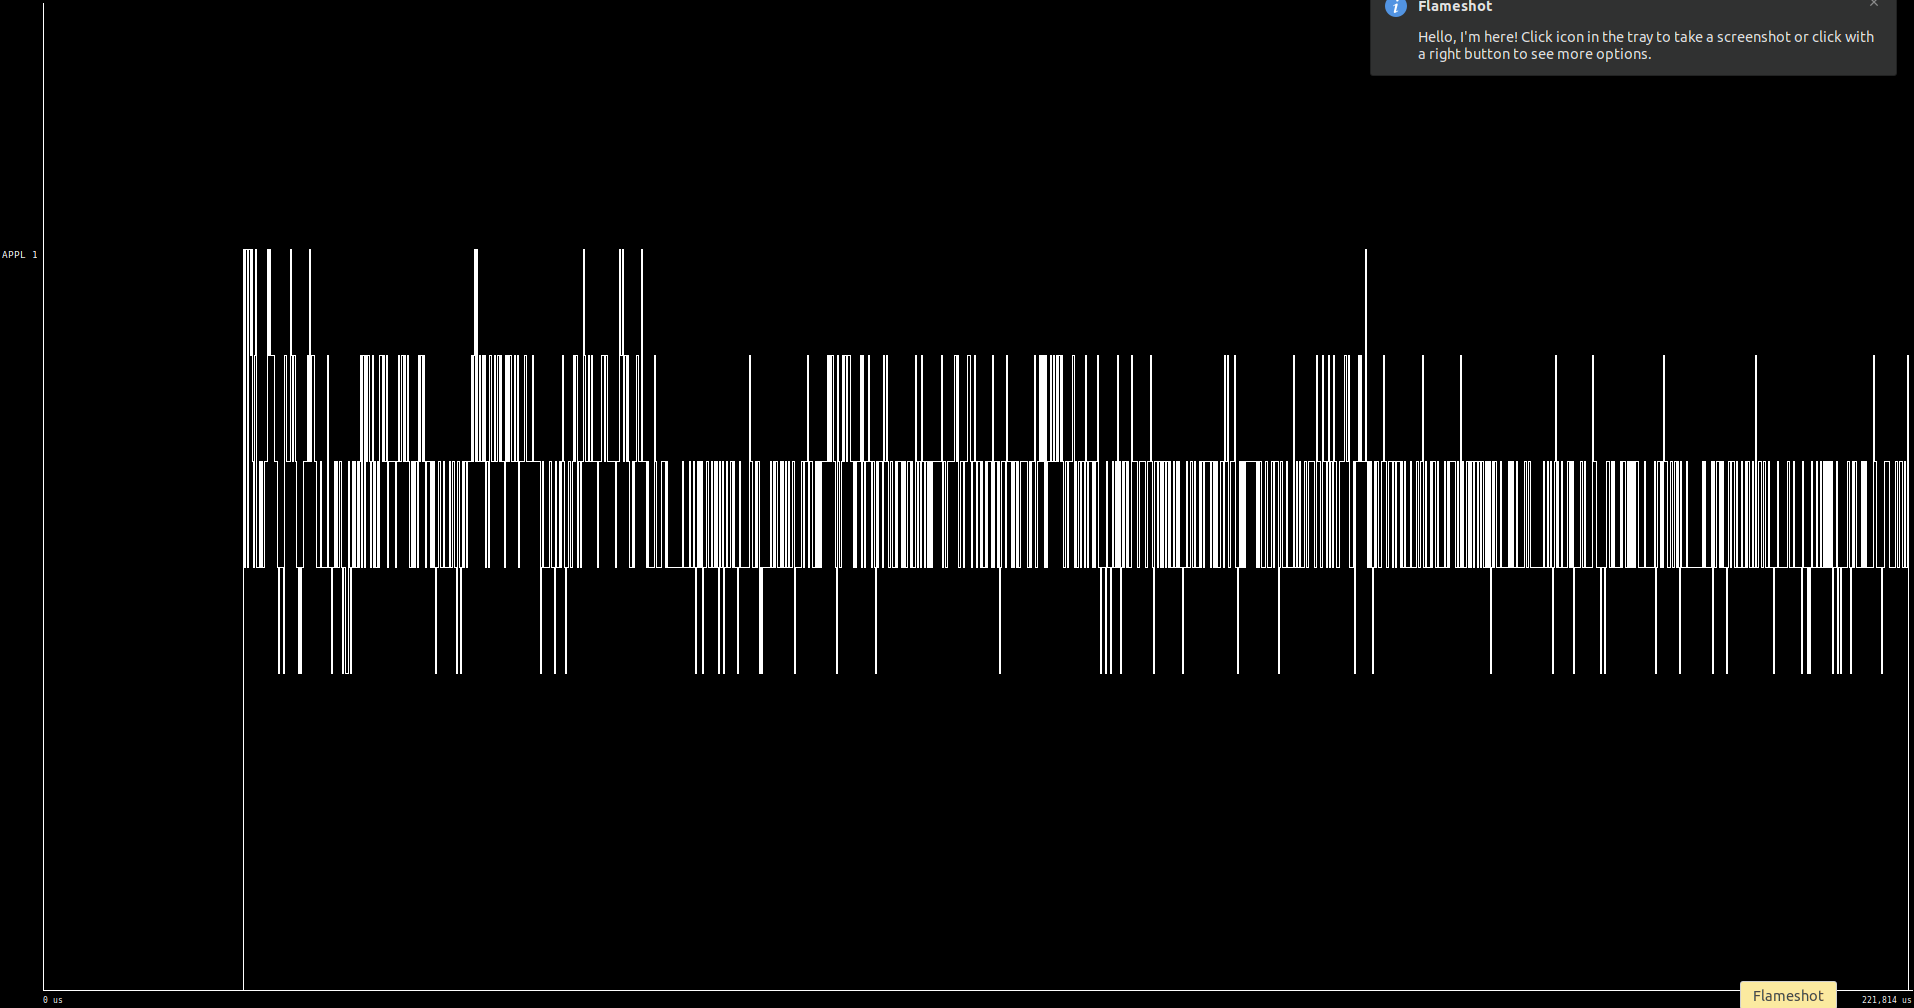 Flameshot
Hello, I'm here! Click icon in the tray to take a screenshot or click with
a right button to see more options.
APPL 1
Flameshot
0 us
221,814 us